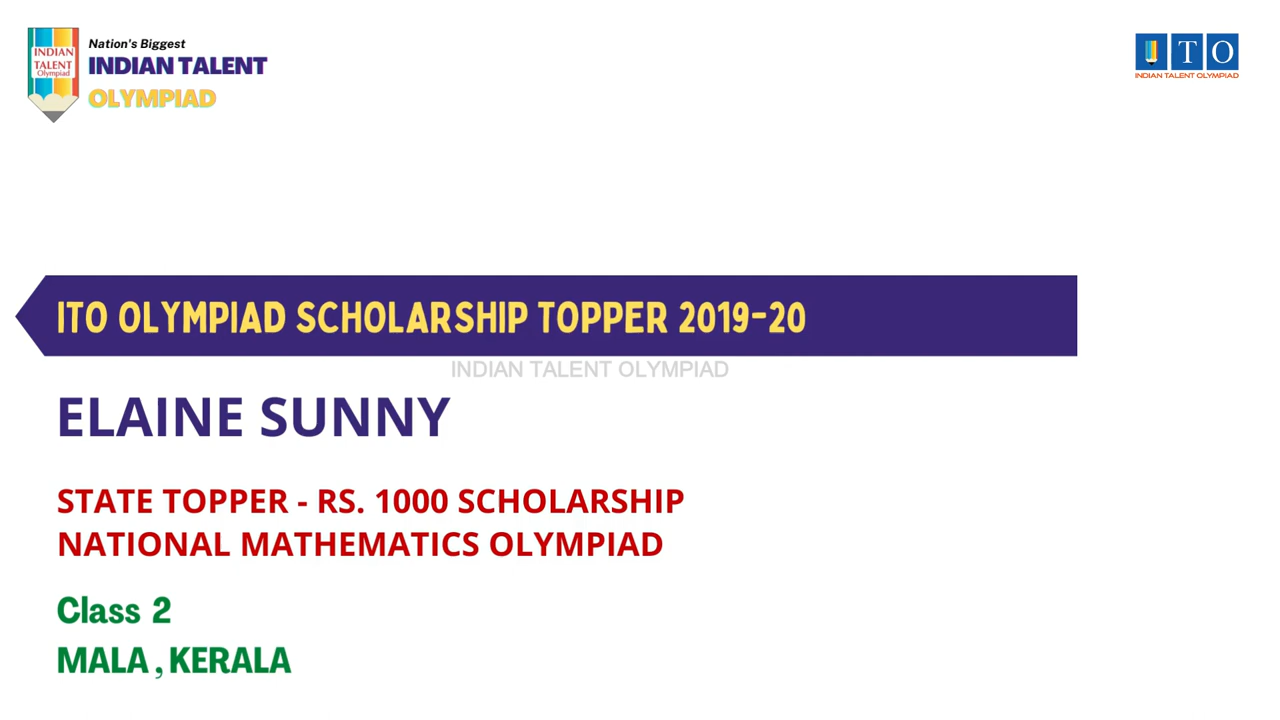 INDIAN
TALENT
Olympiad
Nation's Biggest
INDIAN TALENT
OLYMPIAD
ITO
INDIAN TALENT OLYMPIAD
ITO OLYMPIAD SCHOLARSHIP TOPPER 2019-20
INDIAN TALENT OLYMPIAD
ELAINE SUNNY
STATE TOPPER - RS. 1000 SCHOLARSHIP
NATIONAL MATHEMATICS OLYMPIAD
Class 2
MALA , KERALA